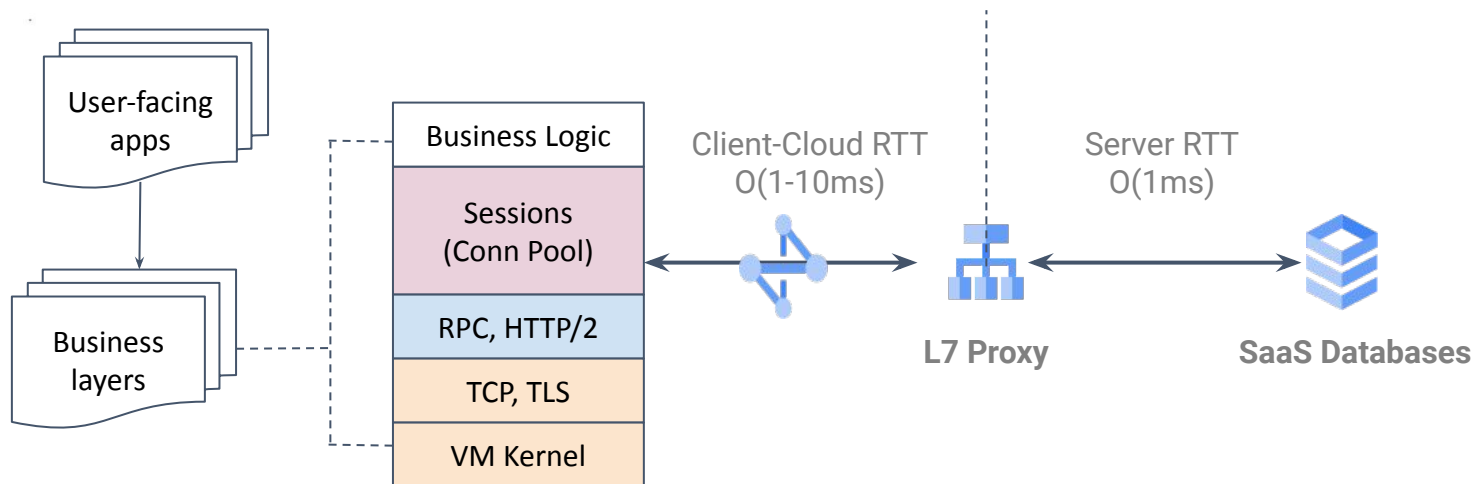 User-facing
apps
Business
layers
Business Logic
Sessions
(Conn Pool)
RPC, HTTP/2
TCP, TLS
VM Kernel
Client-Cloud RTT
O(1-10ms)
L7 Proxy
Server RTT
O(1ms)
SaaS Databases